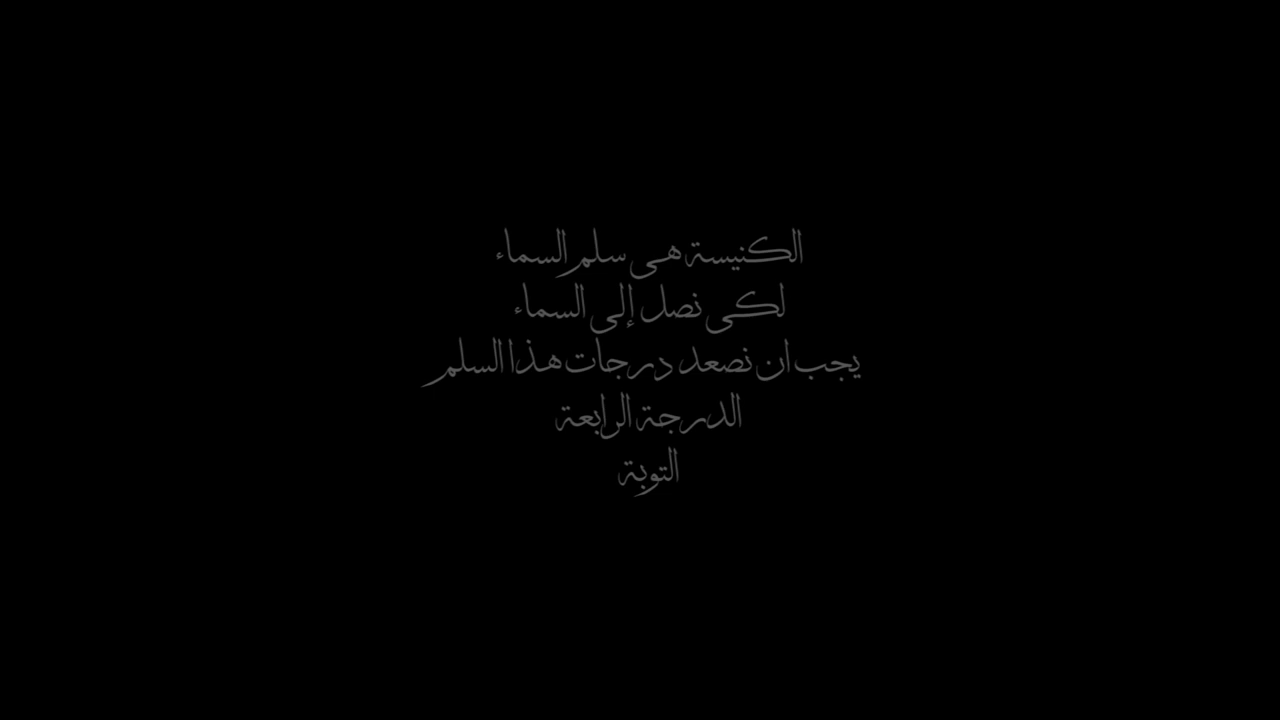 الكنيسة هى سلم السماء
لكى نصل إلى السماء
يجب ان نصعد درجات هذا السلم
الدرجة الرابعة
التوبة